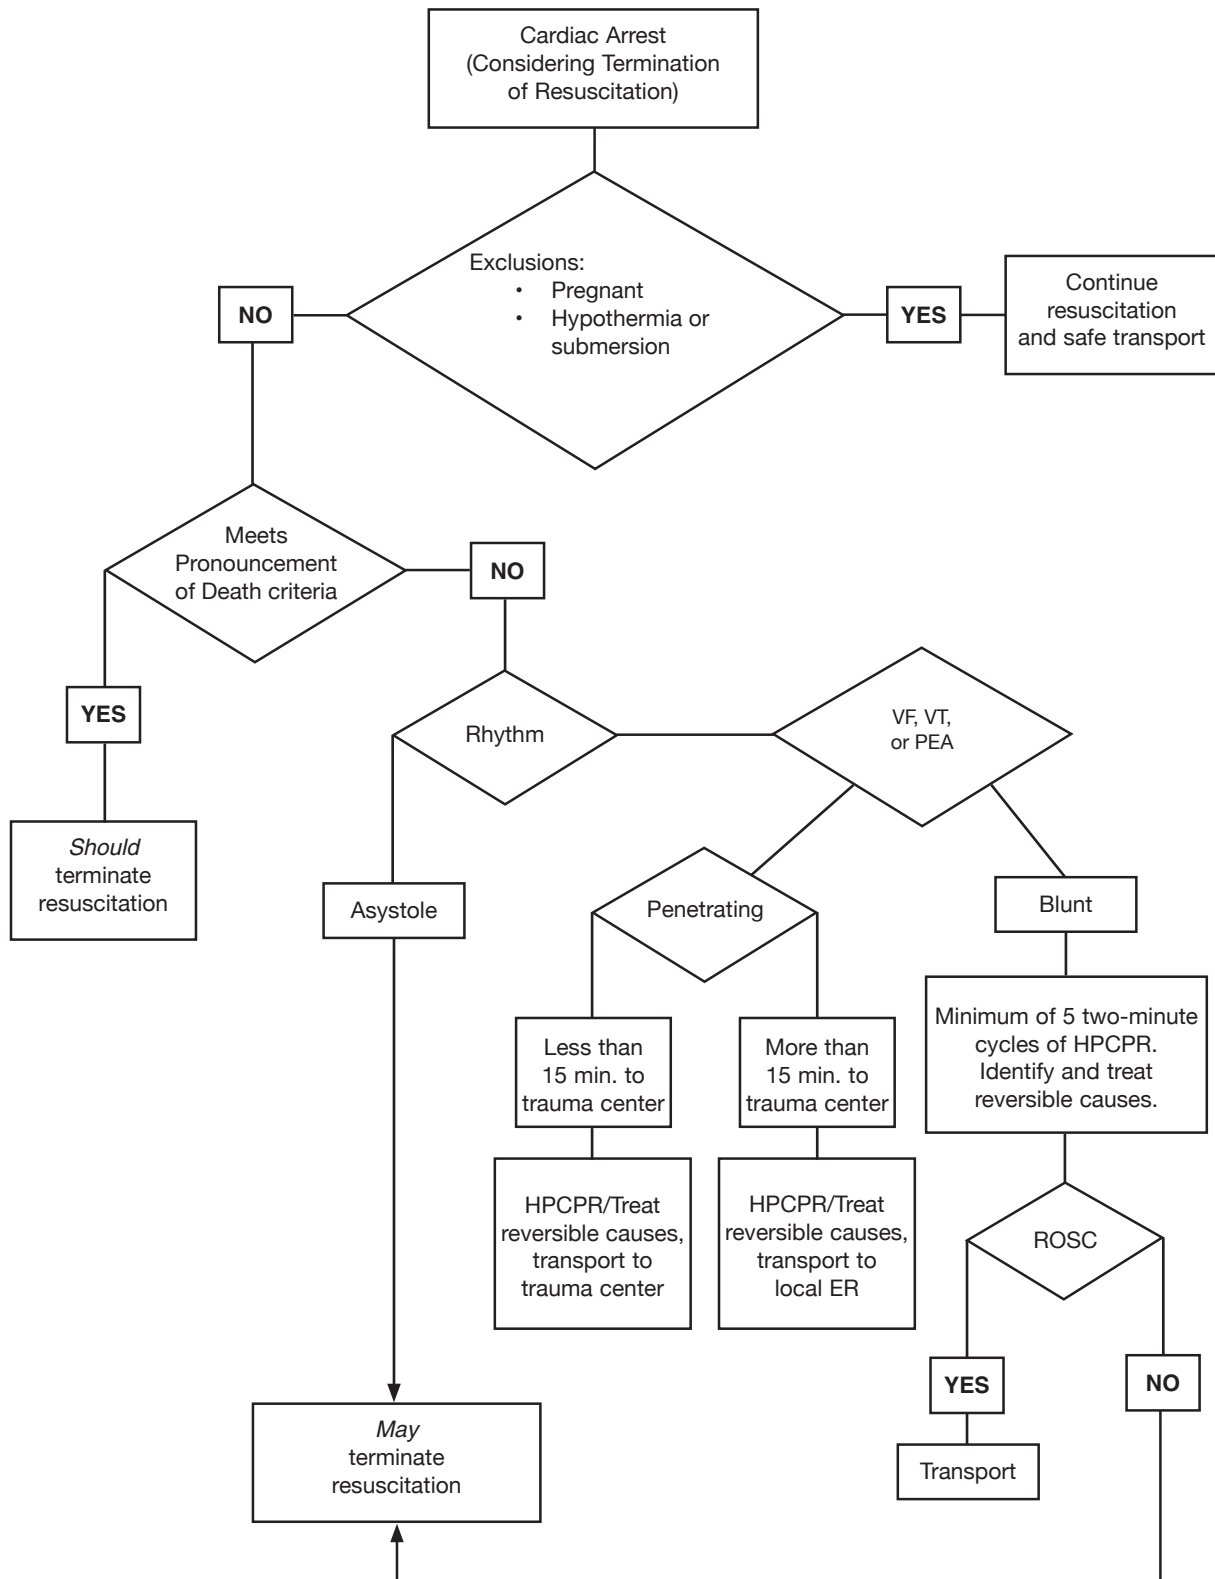 Cardiac Arrest
(Considering Termination
of Resuscitation)
Exclusions:
• Pregnant
• Hypothermia or
submersion
NO
YES
Continue
resuscitation
and safe transport
Meets
Pronouncement
of Death criteria
NO
YES
Should
terminate
resuscitation
Rhythm
VF, VT,
or PEA
Asystole
Penetrating
Blunt
Less than
15 min. to
trauma center
More than
15 min. to
trauma center
Minimum of 5 two-minute
cycles of HPCPR.
Identify and treat
reversible causes.
HPCPR/Treat
reversible causes,
transport to
trauma center
HPCPR/Treat
reversible causes,
transport to
local ER
ROSC
YES
NO
Transport
May
terminate
resuscitation